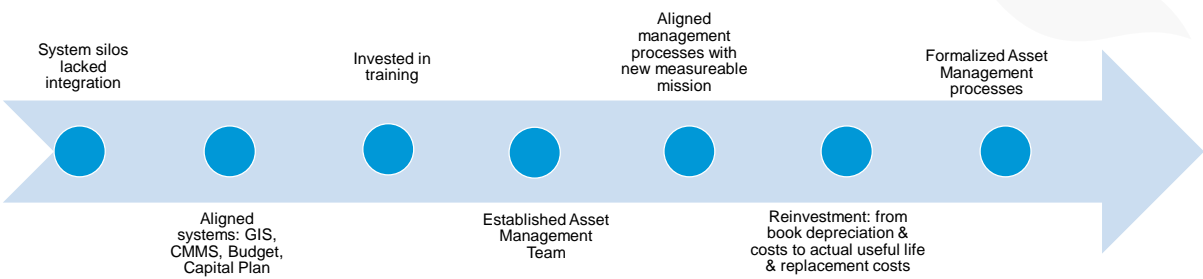 System silos
lacked
integration
Aligned
systems: GIS,
CMMS, Budget,
Capital Plan
Invested in
training
Established Asset
Management
Team
Aligned
management
processes with
new measureable
mission
Reinvestment: from
book depreciation &
costs to actual useful life
& replacement costs
Formalized Asset
Management
processes